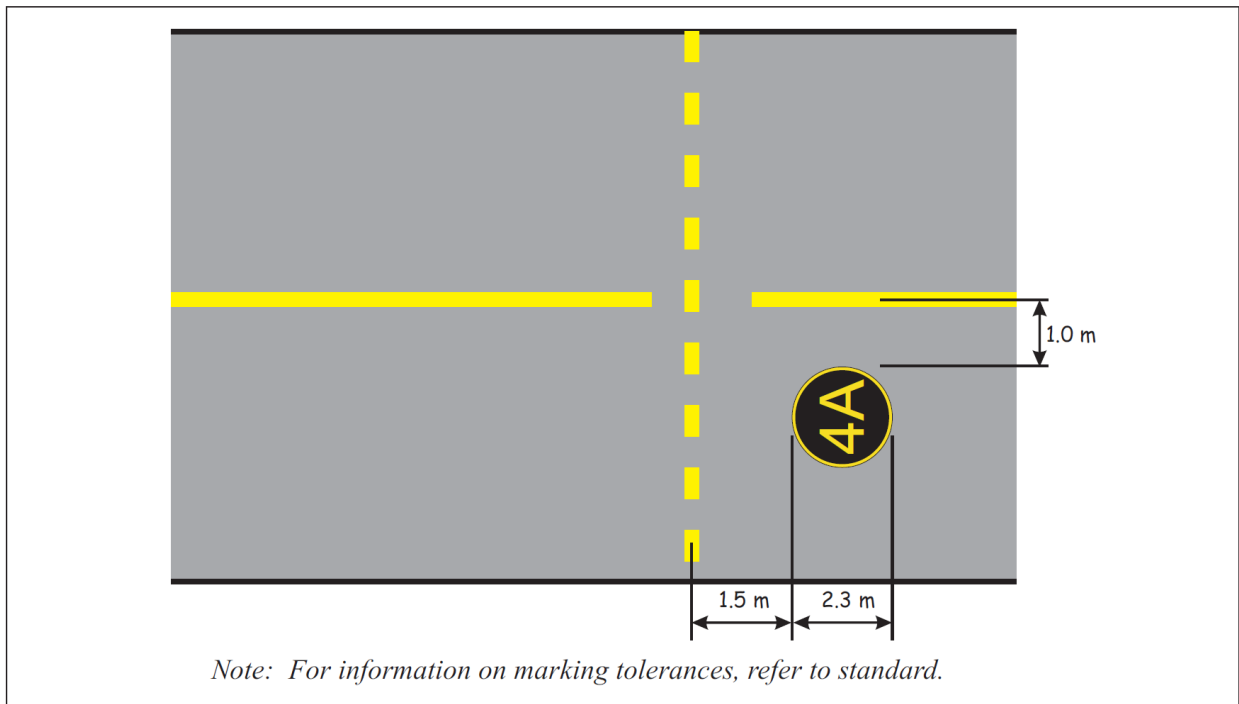 1.0 m
4A
1.5 m
2.3 m
Note: For information on marking tolerances, refer to standard.